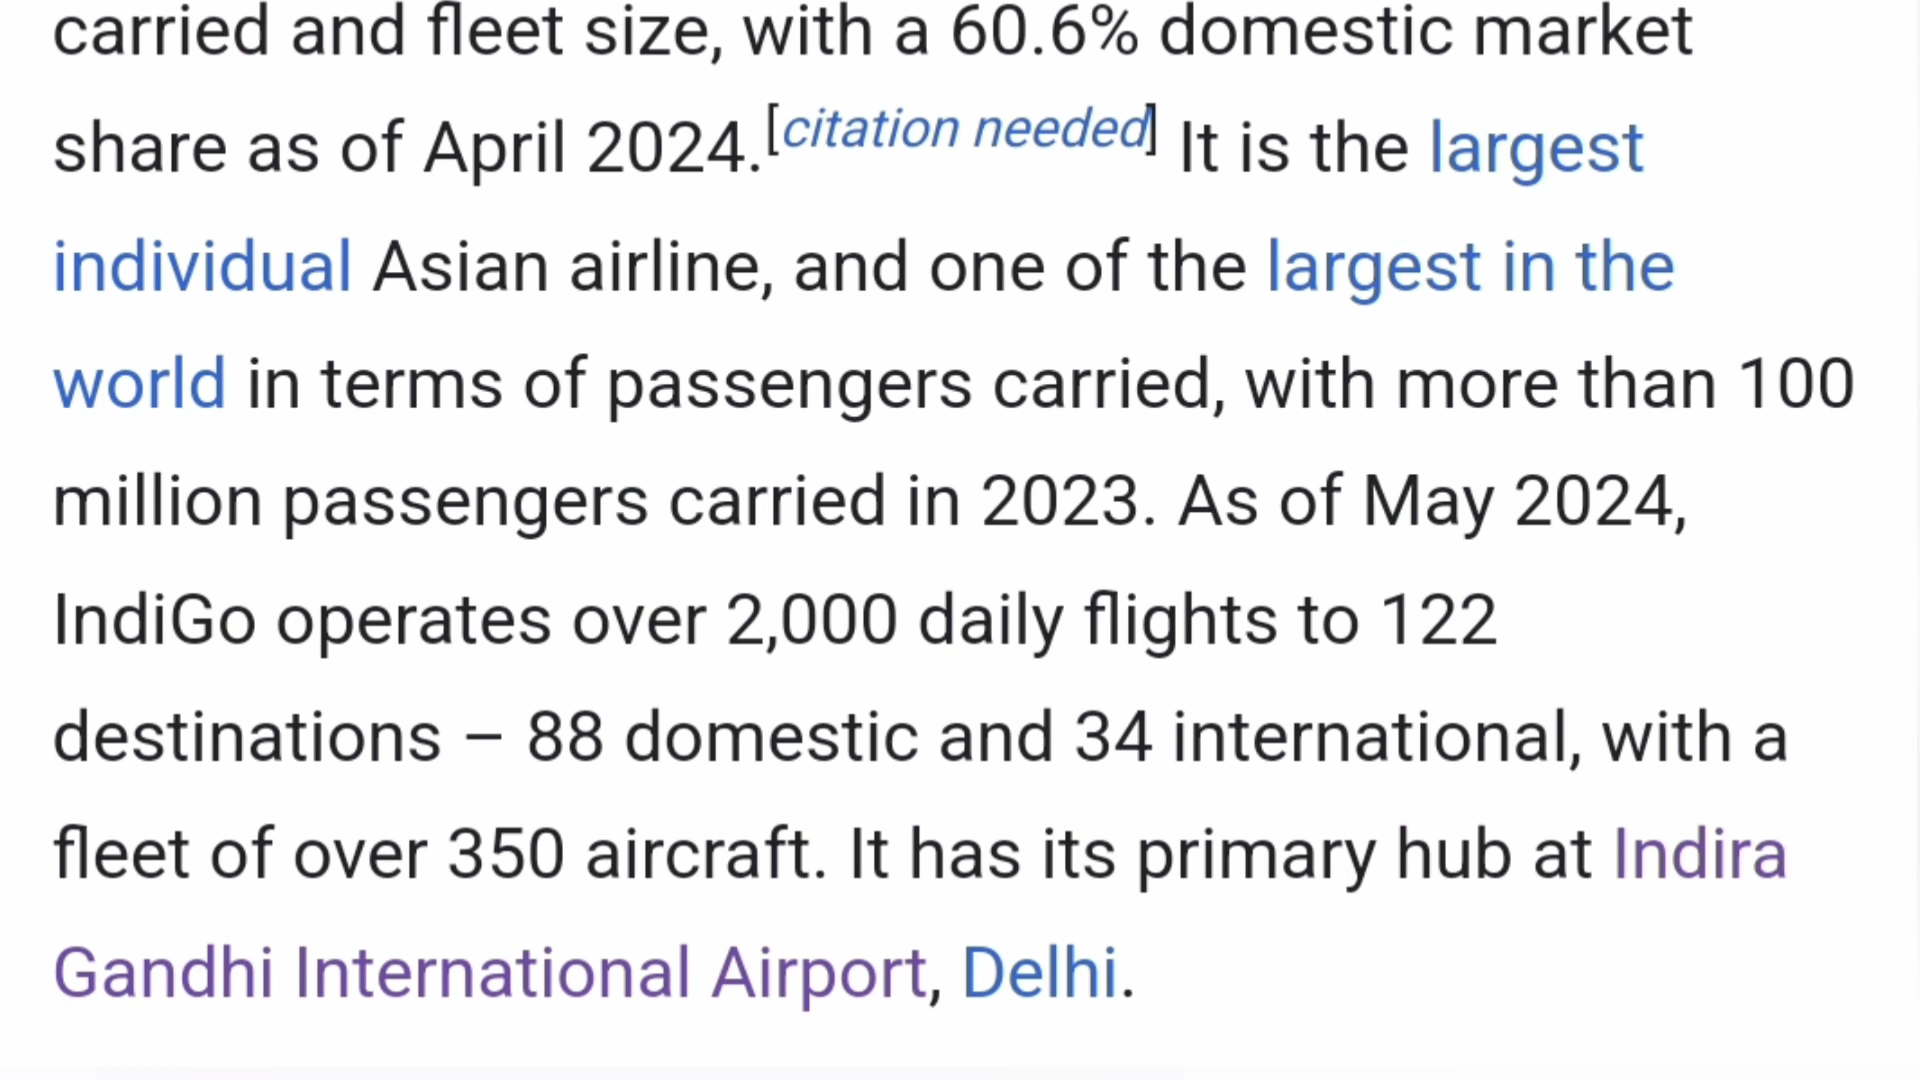 carried and fleet size, with a 60.6% domestic market
share as of April 2024.[citation needed] It is the largest
individual Asian airline, and one of the largest in the
world in terms of passengers carried, with more than 100
million passengers carried in 2023. As of May 2024,
IndiGo operates over 2,000 daily flights to 122
destinations – 88 domestic and 34 international, with a
fleet of over 350 aircraft. It has its primary hub at Indira
Gandhi International Airport, Delhi.